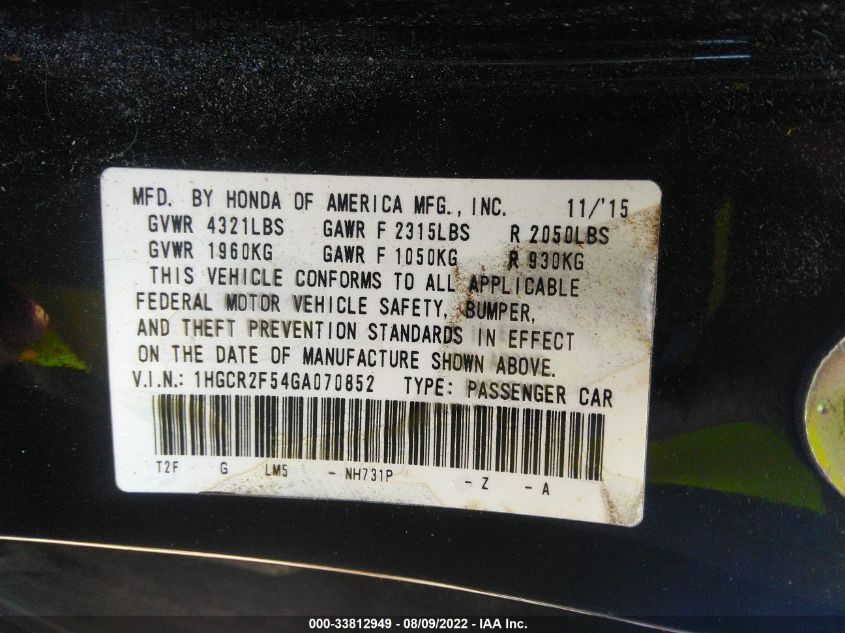 MFD. BY HONDA OF AMERICA MFG., INC. 11/'15
GVWR 4321LBS GAWR F 2315LBS R 2050LBS
GVWR 1960KG GAWR F 1050KG R 930KG
THIS VEHICLE CONFORMS TO ALL APPLICABLE
FEDERAL MOTOR VEHICLE SAFETY, BUMPER,
AND THEFT PREVENTION STANDARDS IN EFFECT
ON THE DATE OF MANUFACTURE SHOWN ABOVE.
V.I.N.: 1HGCR2F54GA070852 TYPE: PASSENGER CAR
T2F G LM5 - NH731P - Z - A
000-33812949 - 08/09/2022 - IAA Inc.